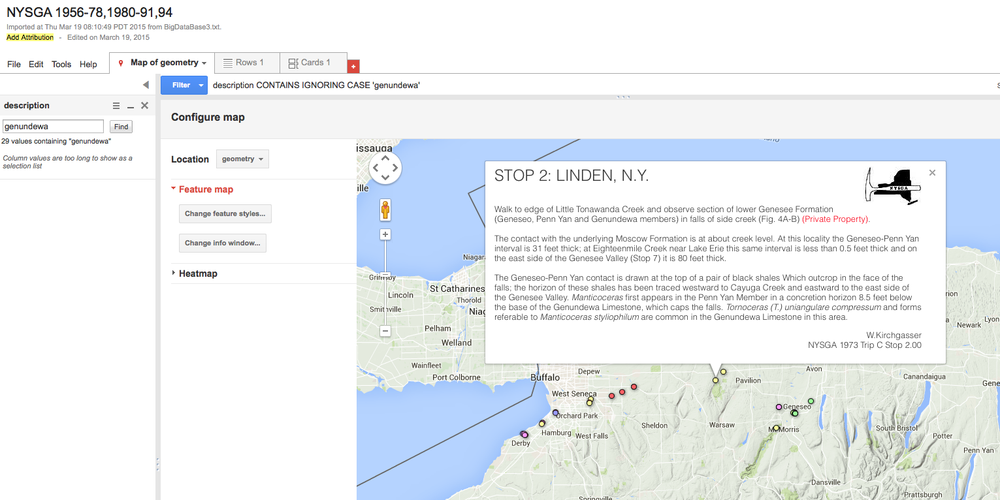 NYSGA 1956-78,1980-91,94
Imported at Thu Mar 19 08:10:49 PDT 2015 from BigDataBase3.txt.
Add Attribution - Edited on March 19, 2015
File Edit Tools Help
Map of geometry
Rows 1
Cards 1
+
Filter
description CONTAINS IGNORING CASE 'genundewa'
S
description
genundewa
Find
29 values containing "genundewa"
Column values are too long to show as a
selection list
Configure map
Location
geometry
Feature map
Change feature styles...
Change info window...
Heatmap
issauga
ille
STOP 2: LINDEN, N.Y.
NYSGA
Walk to edge of Little Tonawanda Creek and observe section of lower Genesee Formation
(Geneseo, Penn Yan and Genundewa members) in falls of side creek (Fig. 4A-B) (Private Property).
The contact with the underlying Moscow Formation is at about creek level. At this locality the Geneseo-Penn Yan
interval is 31 feet thick; at Eighteenmile Creek near Lake Erie this same interval is less than 0.5 feet thick and on
the east side of the Genesee Valley (Stop 7) it is 80 feet thick.
The Geneseo-Penn Yan contact is drawn at the top of a pair of black shales Which outcrop in the face of the
falls; the horizon of these shales has been traced westward to Cayuga Creek and eastward to the east side of
the Genesee Valley. Manticoceras first appears in the Penn Yan Member in a concretion horizon 8.5 feet below
the base of the Genundewa Limestone, which caps the falls. Tornoceras (T.) uniangulare compressum and forms
referable to Manticoceras styliophilum are common in the Genundewa Limestone in this area.
W.Kirchgasser
NYSGA 1973 Trip C Stop 2.00
Niagar
Grimsby
Lincoln
St Catharines
Thorold
Smithville
Niag
Pelham
Welland
Wainfleet
Port Colborne
rion
Newark
Lyon
Buffalo
Depew
West Seneca
Orchard Park
Hamburg
West Falls
Derby
Springville
Sheldon
Warsaw
Pavilion
Avon
Geneseo
Mt Morris
Canandaigua
Gene
South Bristol
Potter
Penn Yan
Dansville
Prattsburgh